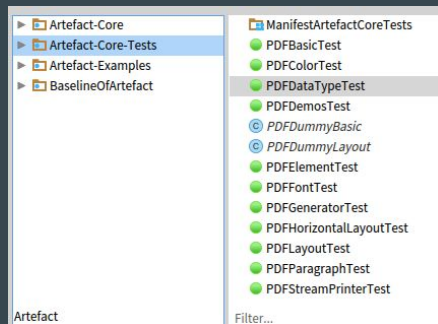 Artefact-Core
Artefact-Core-Tests
Artefact-Examples
BaselineOfArtefact
Artefact
ManifestArtefactCoreTests
PDFBasicTest
PDFColorTest
PDFDataTypeTest
PDFDemosTest
PDFDummyBasic
PDFDummyLayout
PDFElementTest
PDFFontTest
PDFGeneratorTest
PDFHorizontalLayoutTest
PDFLayoutTest
PDFParagraphTest
PDFStreamPrinterTest
Filter...